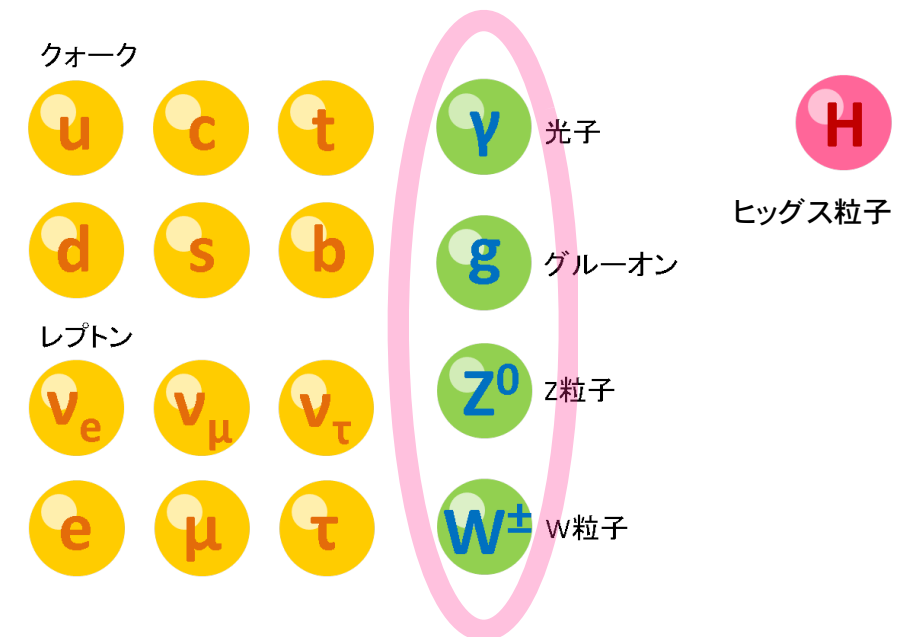 クォーク
u c t
d s b
レプトン
νe νμ ντ
e μ τ
γ 光子
g グルーオン
Z⁰ Z粒子
W± W粒子
H
ヒッグス粒子